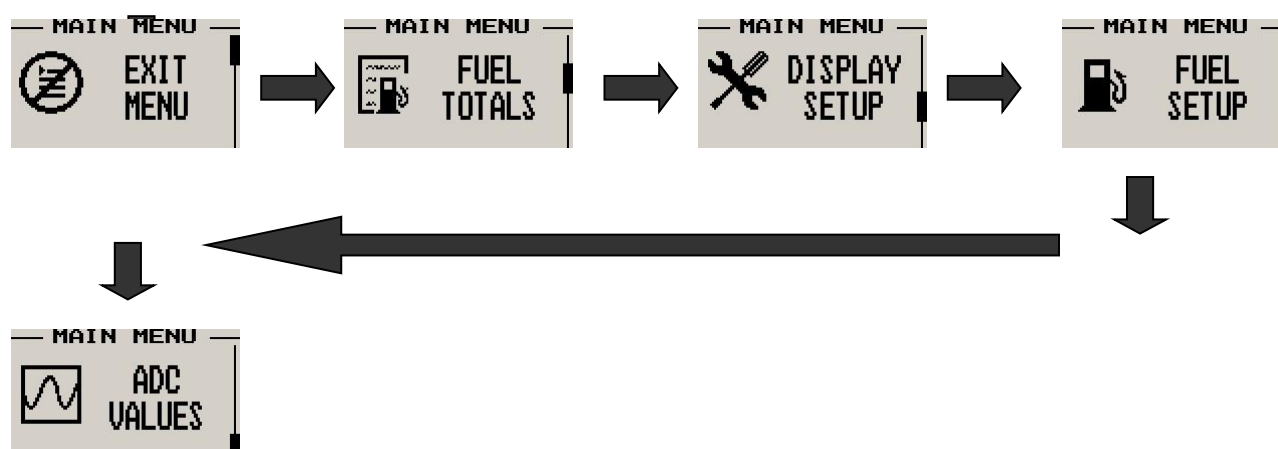 MAIN MENU
EXIT
MENU
MAIN MENU
FUEL
TOTALS
MAIN MENU
DISPLAY
SETUP
MAIN MENU
FUEL
SETUP
MAIN MENU
ADC
VALUES